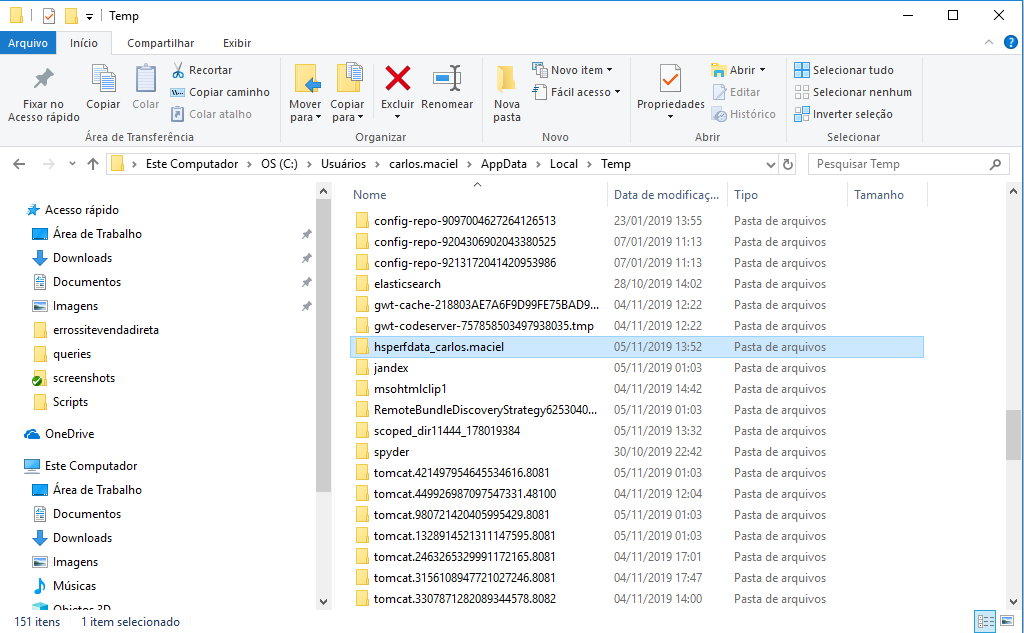 Temp
Arquivo Início Compartilhar Exibir
Fixar no Acesso rápido
Copiar
Colar
Recortar
Copiar caminho
Colar atalho
Área de Transferência
Mover para
Copiar para
Excluir
Renomear
Organizar
Nova pasta
Novo item
Fácil acesso
Novo
Propriedades
Abrir
Editar
Histórico
Abrir
Selecionar tudo
Selecionar nenhum
Inverter seleção
Selecionar
Este Computador > OS (C:) > Usuários > carlos.maciel > AppData > Local > Temp
Pesquisar Temp
Acesso rápido
Área de Trabalho
Downloads
Documentos
Imagens
errossitevendadireta
queries
screenshots
Scripts
OneDrive
Este Computador
Área de Trabalho
Documentos
Downloads
Imagens
Músicas
Objetos 3D
Nome Data de modificaç... Tipo Tamanho
config-repo-9097004627264126513 23/01/2019 13:55 Pasta de arquivos
config-repo-9204306902043380525 07/01/2019 11:13 Pasta de arquivos
config-repo-9213172041420953986 07/01/2019 11:13 Pasta de arquivos
elasticsearch 28/10/2019 14:02 Pasta de arquivos
gwt-cache-218803AE7A6F9D99FE75BAD9... 04/11/2019 12:22 Pasta de arquivos
gwt-codeserver-757858503497938035.tmp 04/11/2019 12:22 Pasta de arquivos
hsperfdata_carlos.maciel 05/11/2019 13:52 Pasta de arquivos
jandex 05/11/2019 01:03 Pasta de arquivos
msohtmlclip1 04/11/2019 14:42 Pasta de arquivos
RemoteBundleDiscoveryStrategy6253040... 05/11/2019 01:03 Pasta de arquivos
scoped_dir11444_178019384 05/11/2019 13:32 Pasta de arquivos
spyder 30/10/2019 22:42 Pasta de arquivos
tomcat.421497954645534616.8081 05/11/2019 01:03 Pasta de arquivos
tomcat.449926987097547331.48100 04/11/2019 12:04 Pasta de arquivos
tomcat.980721420405995429.8081 05/11/2019 01:03 Pasta de arquivos
tomcat.1328914521311147595.8081 05/11/2019 01:03 Pasta de arquivos
tomcat.2463265329991172165.8081 04/11/2019 17:01 Pasta de arquivos
tomcat.3156108947721027246.8081 04/11/2019 17:47 Pasta de arquivos
tomcat.3307871282089344578.8082 04/11/2019 14:00 Pasta de arquivos
151 itens 1 item selecionado